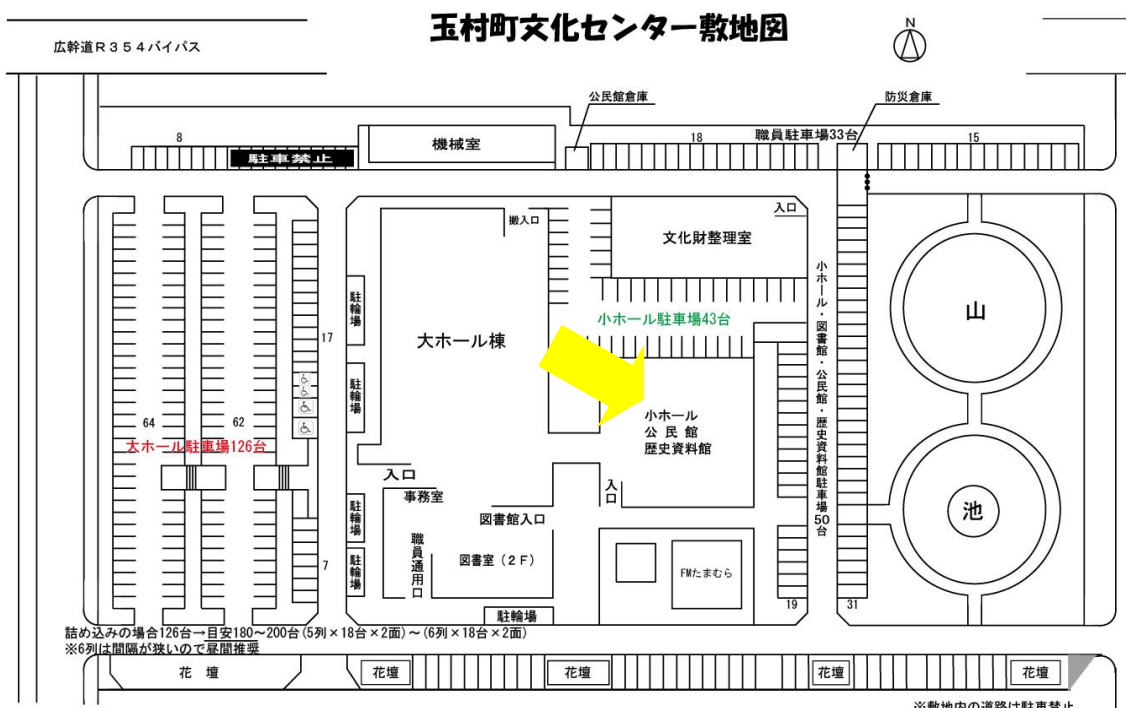 玉村町文化センター敷地図
広幹道R354バイパス
N
公民館倉庫
防災倉庫
8
駐車禁止
機械室
18
職員駐車場33台
15
搬入口
入口
文化財整理室
駐輪場
大ホール棟
小ホール駐車場43台
小ホール・図書館・公民館・歴史資料館駐車場50台
山
17
駐輪場
64
62
大ホール駐車場126台
小ホール
公民館
歴史資料館
入口
事務室
入口
駐輪場
図書館入口
池
職員通用口
図書室(2F)
7
駐輪場
FMたまむら
駐輪場
19
31
詰め込みの場合126台→目安180~200台(5列×18台×2面)~(6列×18台×2面)
※6列は間隔が狭いので昼間推奨
花壇
花壇
花壇
花壇
花壇
※敷地内の道路は駐車禁止